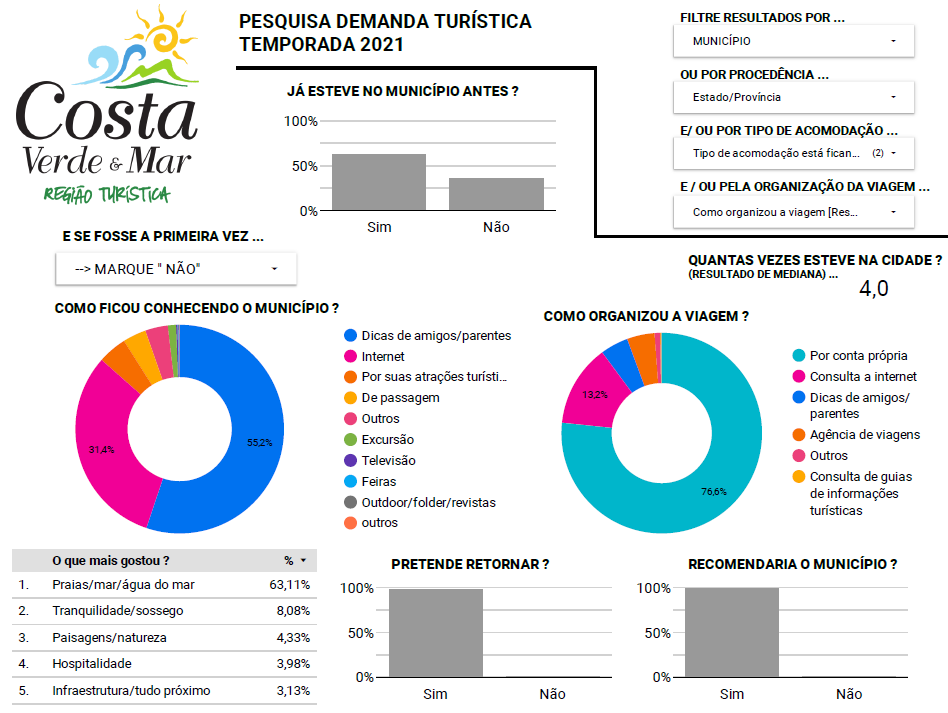 Costa
Verde & Mar
REGIÃO TURÍSTICA
PESQUISA DEMANDA TURÍSTICA
TEMPORADA 2021
FILTRE RESULTADOS POR ...
MUNICÍPIO
OU POR PROCEDÊNCIA ...
Estado/Província
E/ OU POR TIPO DE ACOMODAÇÃO ...
Tipo de acomodação está fican... (2)
E / OU PELA ORGANIZAÇÃO DA VIAGEM ...
Como organizou a viagem [Res...
JÁ ESTEVE NO MUNICÍPIO ANTES ?
100%
50%
0%
Sim Não
E SE FOSSE A PRIMEIRA VEZ ...
--> MARQUE " NÃO"
QUANTAS VEZES ESTEVE NA CIDADE ?
(RESULTADO DE MEDIANA) ...
4,0
COMO FICOU CONHECENDO O MUNICÍPIO ?
55,2%
31,4%
Dicas de amigos/parentes
Internet
Por suas atrações turísti...
De passagem
Outros
Excursão
Televisão
Feiras
Outdoor/folder/revistas
outros
COMO ORGANIZOU A VIAGEM ?
13,2%
76,6%
Por conta própria
Consulta a internet
Dicas de amigos/
parentes
Agência de viagens
Outros
Consulta de guias
de informações
turísticas
O que mais gostou ? %
1. Praias/mar/água do mar 63,11%
2. Tranquilidade/sossego 8,08%
3. Paisagens/natureza 4,33%
4. Hospitalidade 3,98%
5. Infraestrutura/tudo próximo 3,13%
PRETENDE RETORNAR ?
100%
50%
0%
Sim Não
RECOMENDARIA O MUNICÍPIO ?
100%
50%
0%
Sim Não